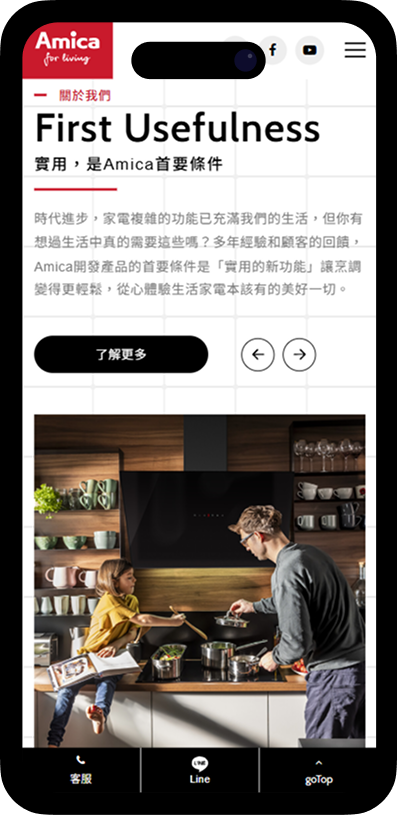 Amica
for living
關於我們
First Usefulness
實用，是Amica首要條件
時代進步，家電複雜的功能已充滿我們的生活，但你有
想過生活中真的需要這些嗎？多年經驗和顧客的回饋，
Amica開發產品的首要條件是「實用的新功能」讓烹調
變得更輕鬆，從心體驗生活家電本該有的美好一切。
了解更多
客服
LINE
Line
goTop